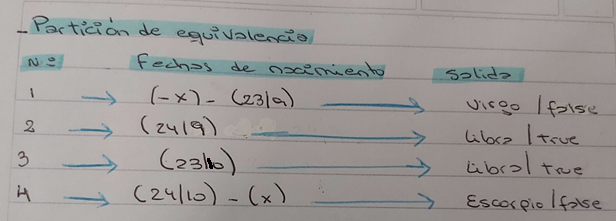 - Partición de equivalencia
Nº Fechas de nacimiento Salida
1 → (-x) - (23/9) → Virgo / false
2 → (24/9) → Libra / true
3 → (23/10) → Libra / true
4 → (24/10) - (x) → Escorpio / false